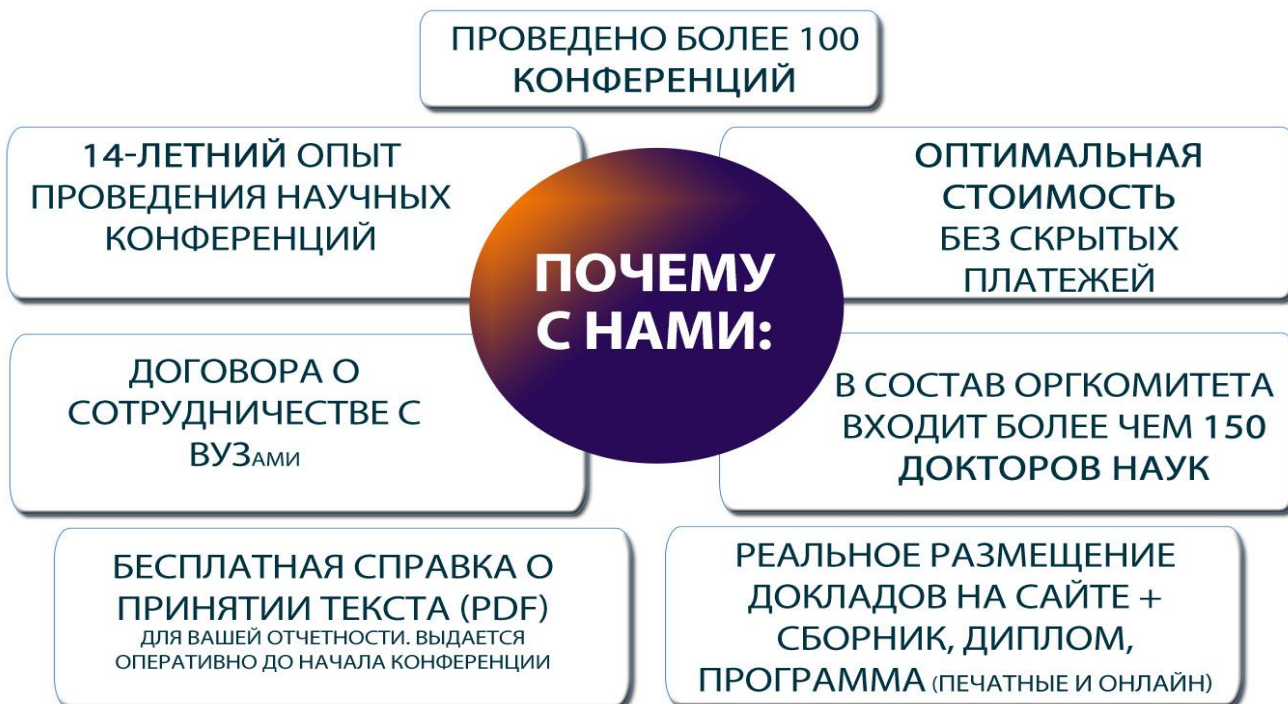 ПРОВЕДЕНО БОЛЕЕ 100
КОНФЕРЕНЦИЙ
14-ЛЕТНИЙ ОПЫТ
ПРОВЕДЕНИЯ НАУЧНЫХ
КОНФЕРЕНЦИЙ
ОПТИМАЛЬНАЯ
СТОИМОСТЬ
БЕЗ СКРЫТЫХ
ПЛАТЕЖЕЙ
ПОЧЕМУ
С НАМИ:
ДОГОВОРА О
СОТРУДНИЧЕСТВЕ С
ВУЗАМИ
В СОСТАВ ОРГКОМИТЕТА
ВХОДИТ БОЛЕЕ ЧЕМ 150
ДОКТОРОВ НАУК
БЕСПЛАТНАЯ СПРАВКА О
ПРИНЯТИИ ТЕКСТА (PDF)
ДЛЯ ВАШЕЙ ОТЧЕТНОСТИ. ВЫДАЕТСЯ
ОПЕРАТИВНО ДО НАЧАЛА КОНФЕРЕНЦИИ
РЕАЛЬНОЕ РАЗМЕЩЕНИЕ
ДОКЛАДОВ НА САЙТЕ +
СБОРНИК, ДИПЛОМ,
ПРОГРАММА (ПЕЧАТНЫЕ И ОНЛАЙН)